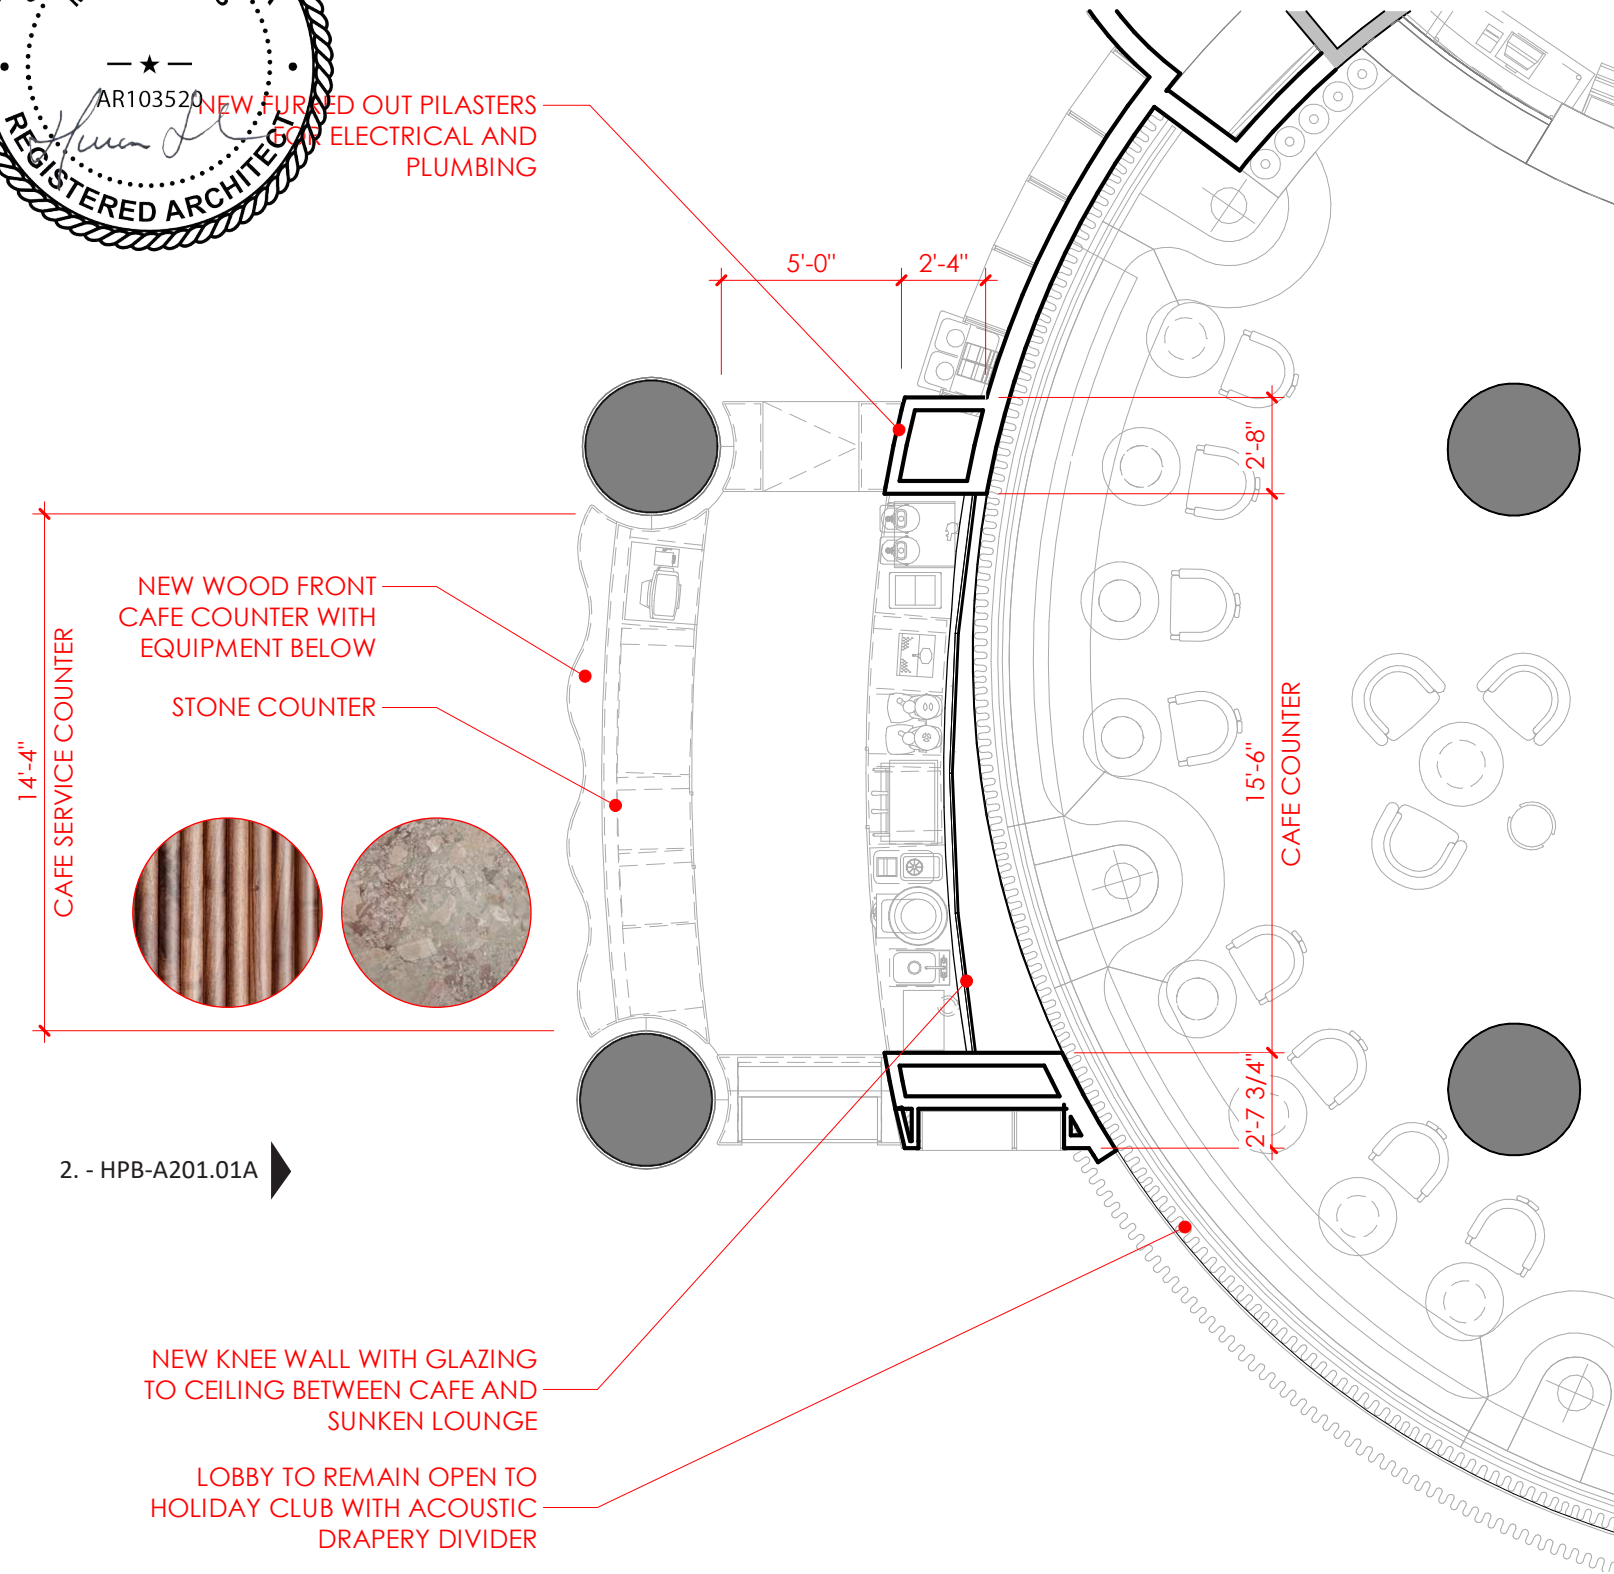 AR103520
REGISTERED ARCHITECT
NEW FURRED OUT PILASTERS
FOR ELECTRICAL AND
PLUMBING
5'-0"
2'-4"
2'-8"
NEW WOOD FRONT
CAFE COUNTER WITH
EQUIPMENT BELOW
STONE COUNTER
14'-4"
CAFE SERVICE COUNTER
15'-6"
CAFE COUNTER
2'-7 3/4"
2. - HPB-A201.01A
NEW KNEE WALL WITH GLAZING
TO CEILING BETWEEN CAFE AND
SUNKEN LOUNGE
LOBBY TO REMAIN OPEN TO
HOLIDAY CLUB WITH ACOUSTIC
DRAPERY DIVIDER